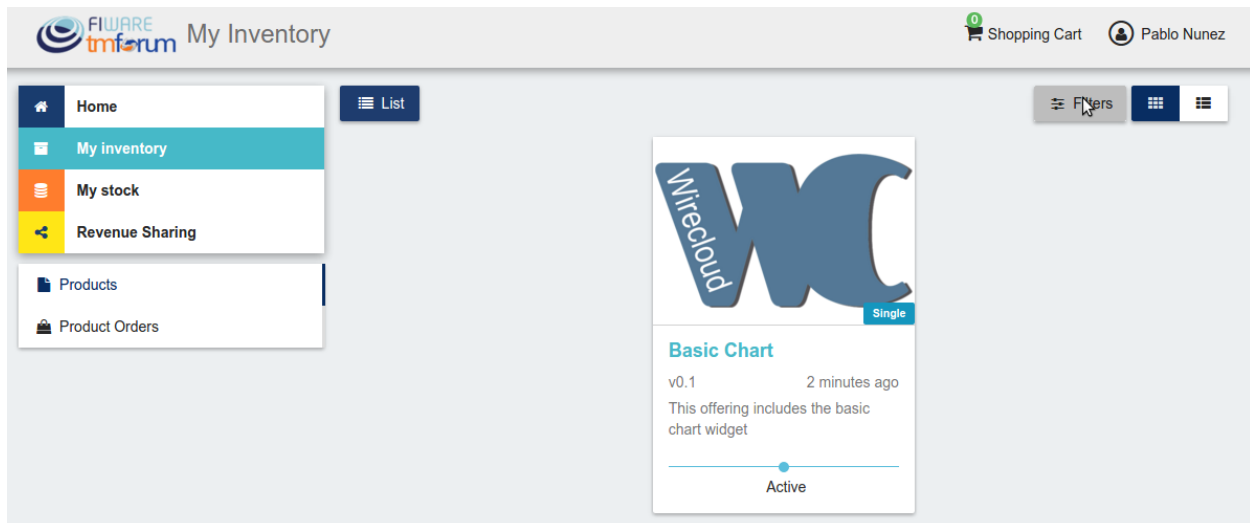 FIWARE
tmforum
My Inventory
0
Shopping Cart
Pablo Nunez
Home
My inventory
My stock
Revenue Sharing
Products
Product Orders
List
Filters
Wirecloud
WC
Single
Basic Chart
v0.1 2 minutes ago
This offering includes the basic
chart widget
Active